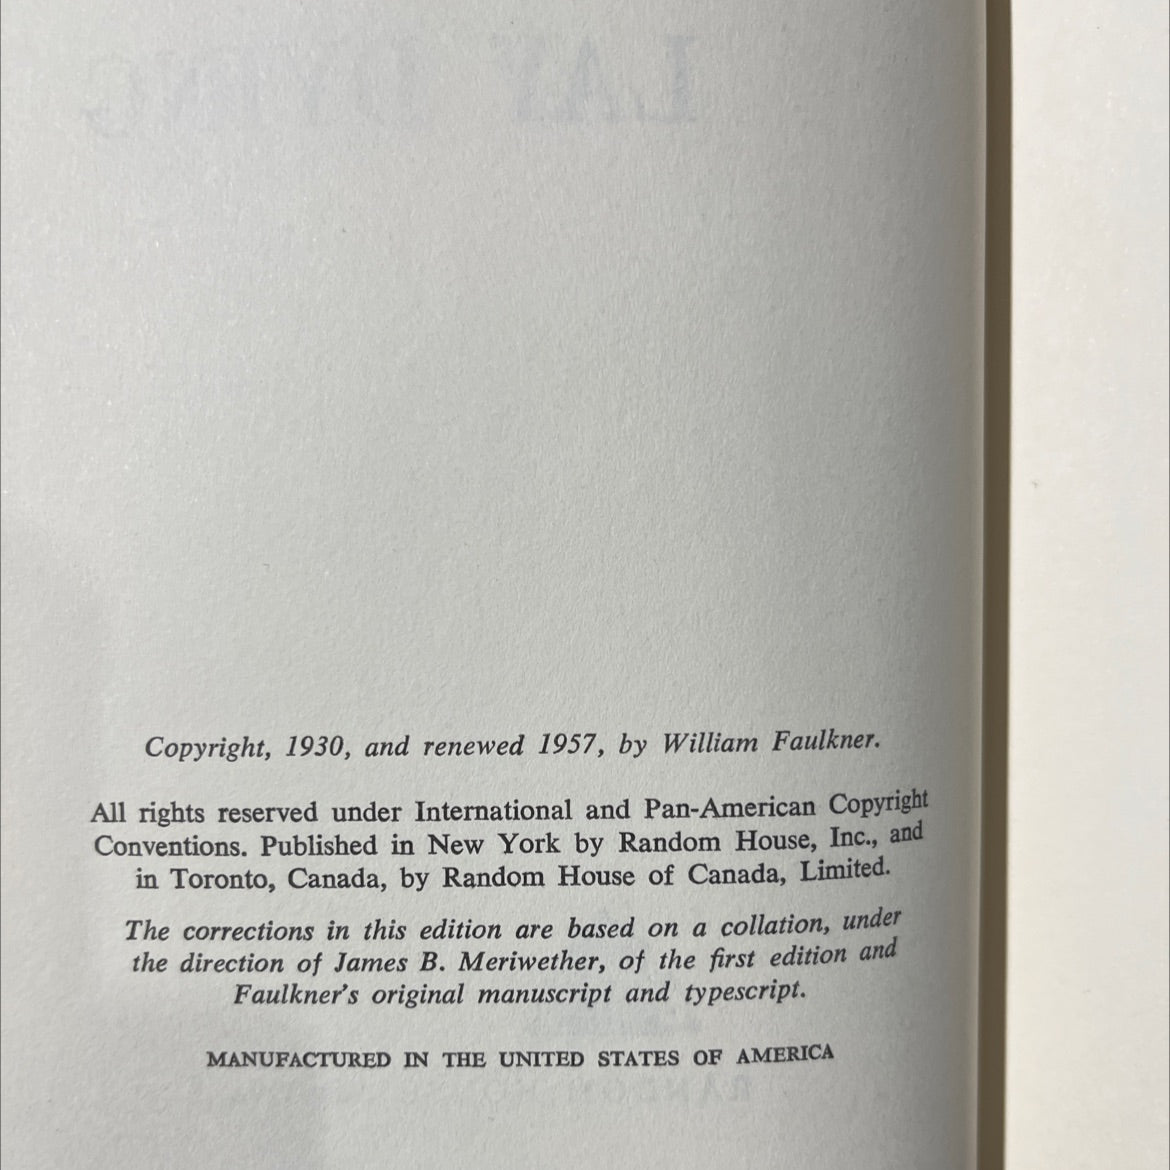 LAY DYING
Copyright, 1930, and renewed 1957, by William Faulkner.
All rights reserved under International and Pan-American Copyright
Conventions. Published in New York by Random House, Inc., and
in Toronto, Canada, by Random House of Canada, Limited.
The corrections in this edition are based on a collation, under
the direction of James B. Meriwether, of the first edition and
Faulkner's original manuscript and typescript.
MANUFACTURED IN THE UNITED STATES OF AMERICA